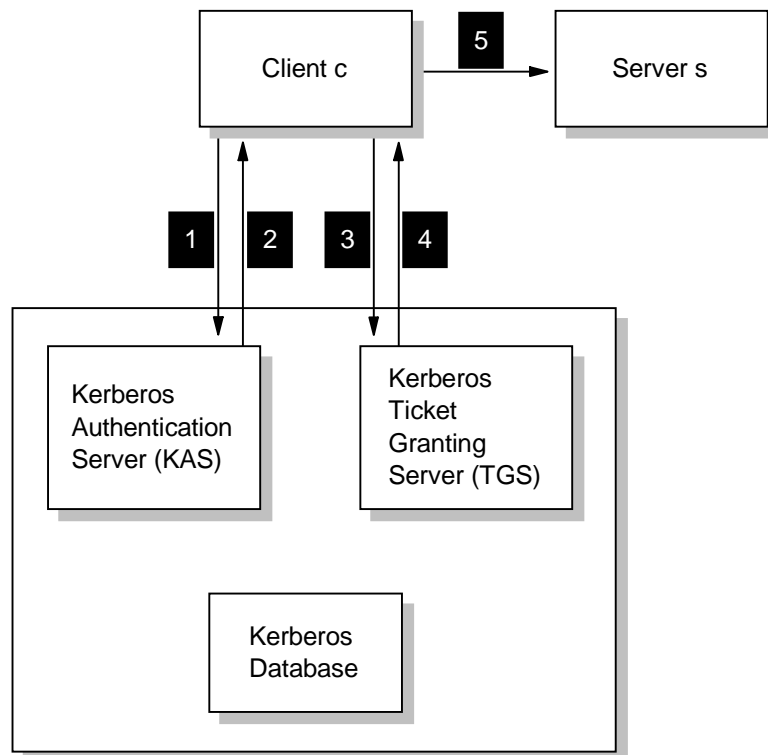 Client c
5
Server s
1
2
3
4
Kerberos
Authentication
Server (KAS)
Kerberos
Ticket
Granting
Server (TGS)
Kerberos
Database